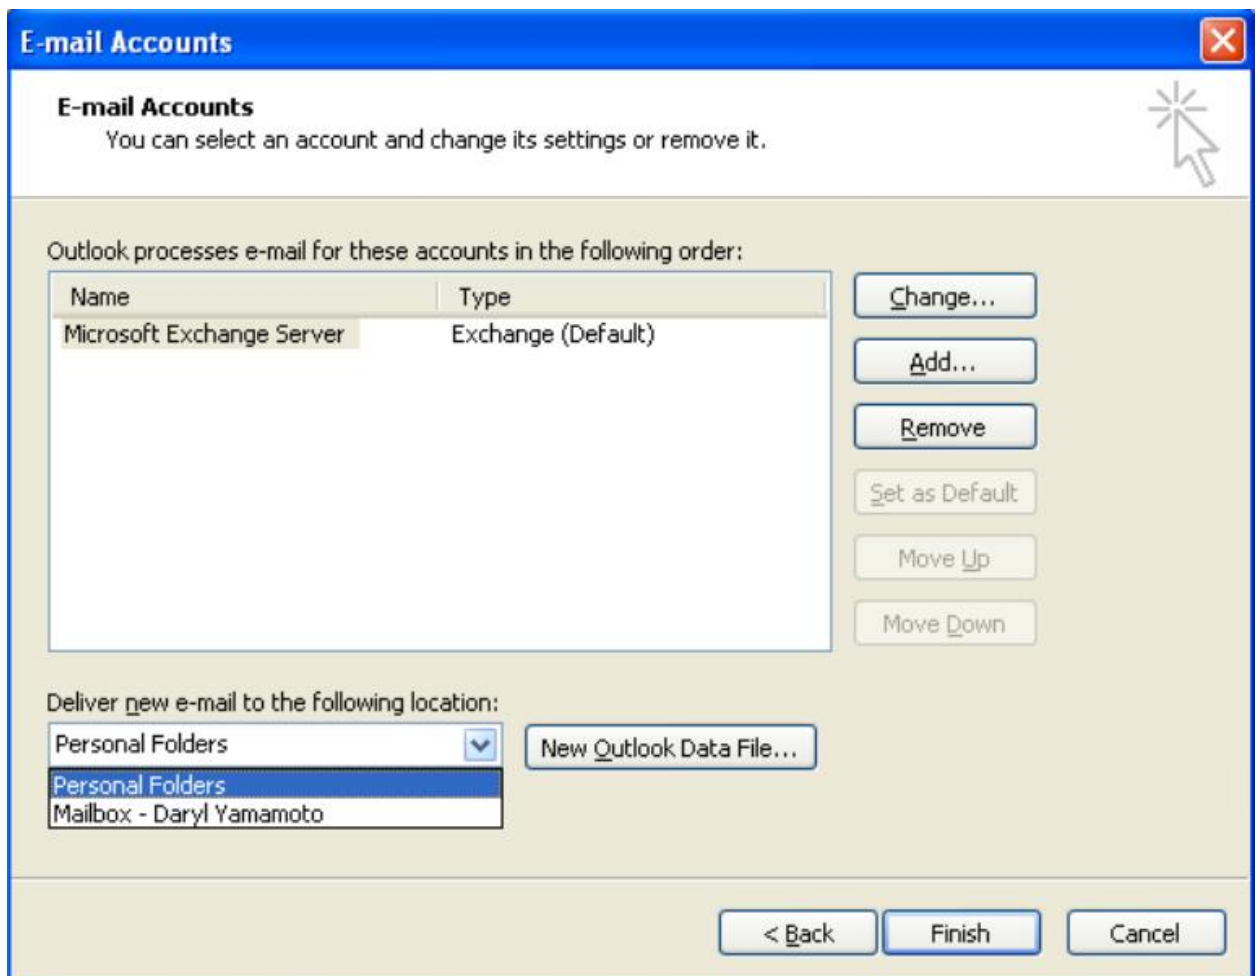 E-mail Accounts
E-mail Accounts
You can select an account and change its settings or remove it.
Outlook processes e-mail for these accounts in the following order:
Name Type
Microsoft Exchange Server Exchange (Default)
Change...
Add...
Remove
Set as Default
Move Up
Move Down
Deliver new e-mail to the following location:
Personal Folders
New Outlook Data File...
Personal Folders
Mailbox - Daryl Yamamoto
< Back Finish Cancel